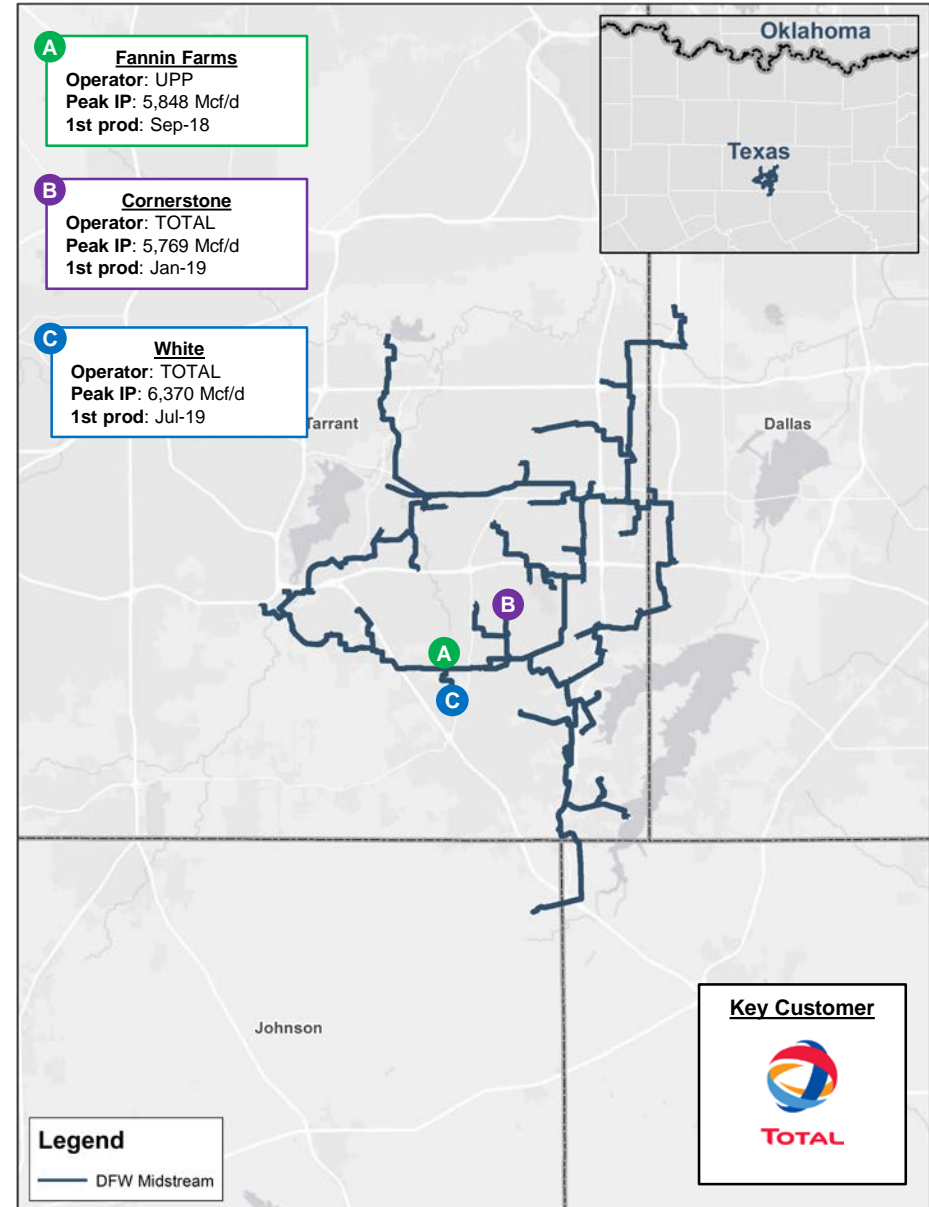 A
Fannin Farms
Operator: UPP
Peak IP: 5,848 Mcf/d
1st prod: Sep-18
B
Cornerstone
Operator: TOTAL
Peak IP: 5,769 Mcf/d
1st prod: Jan-19
C
White
Operator: TOTAL
Peak IP: 6,370 Mcf/d
1st prod: Jul-19
Oklahoma
Texas
Tarrant
Dallas
B
A
C
Johnson
Key Customer
TOTAL
Legend
DFW Midstream